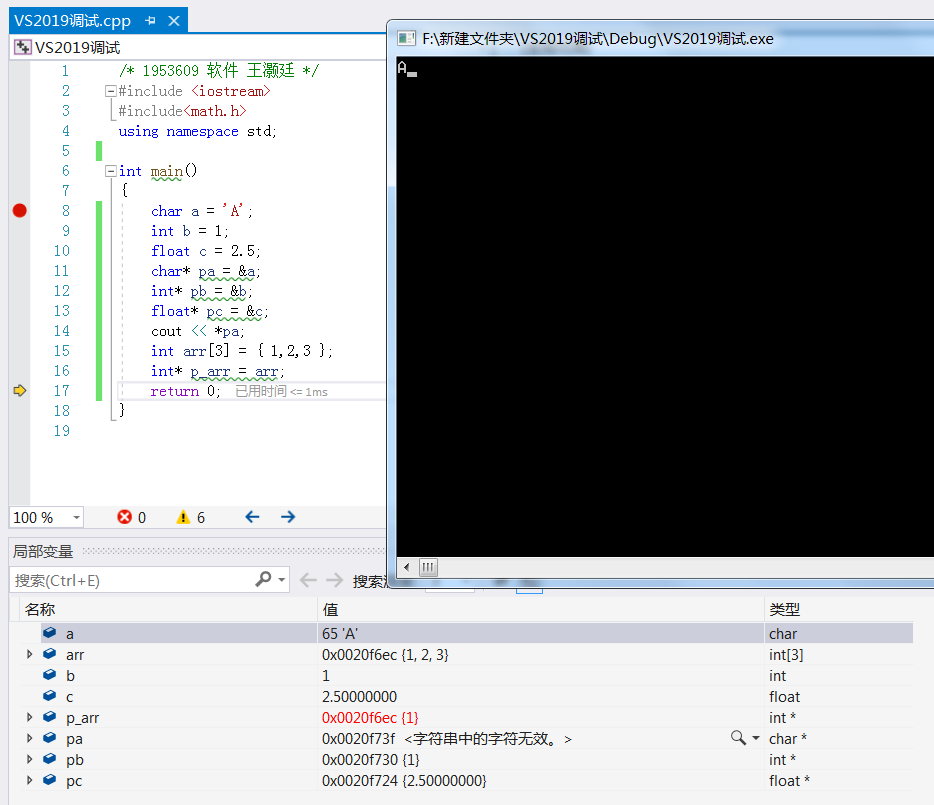 VS2019调试.cpp
VS2019调试
1 /* 1953609 软件 王灏廷 */
2 #include <iostream>
3 #include<math.h>
4 using namespace std;
5
6 int main()
7 {
8 char a = 'A';
9 int b = 1;
10 float c = 2.5;
11 char* pa = &a;
12 int* pb = &b;
13 float* pc = &c;
14 cout << *pa;
15 int arr[3] = { 1,2,3 };
16 int* p_arr = arr;
17 return 0; 已用时间 <= 1ms
18 }
19
100 % 0 6
F:\新建文件夹\VS2019调试\Debug\VS2019调试.exe
A
局部变量
搜索(Ctrl+E) 搜索
名称 值 类型
a 65 'A' char
arr 0x0020f6ec {1, 2, 3} int[3]
b 1 int
c 2.50000000 float
p_arr 0x0020f6ec {1} int *
pa 0x0020f73f <字符串中的字符无效。> char *
pb 0x0020f730 {1} int *
pc 0x0020f724 {2.50000000} float *